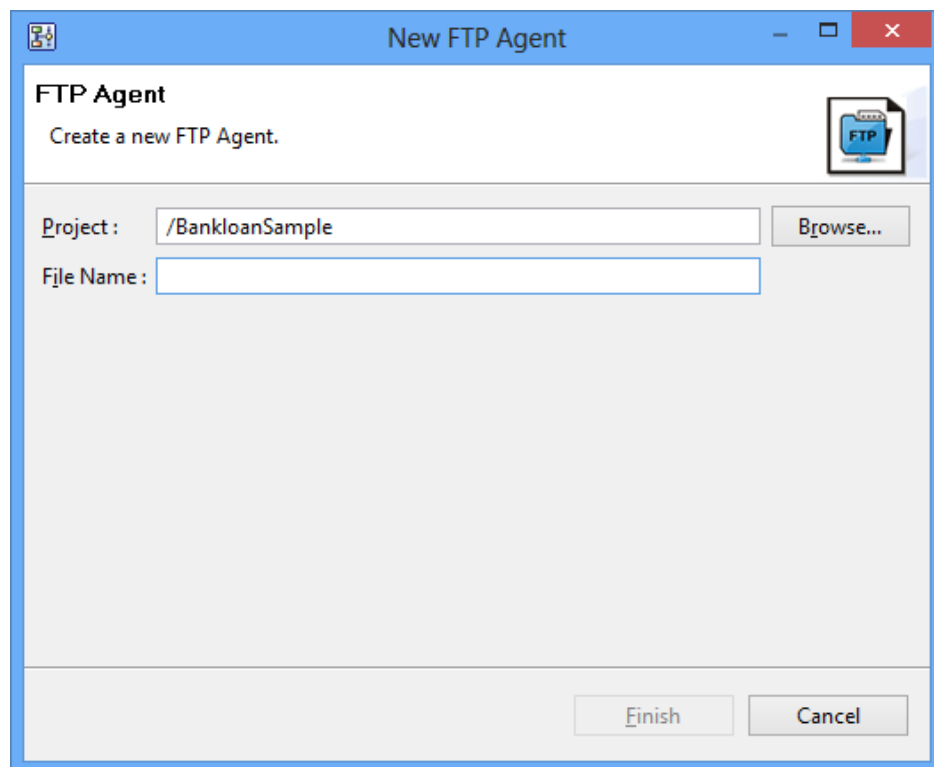 New FTP Agent
FTP Agent
Create a new FTP Agent.
FTP
Project : /BankloanSample Browse...
File Name :
Finish Cancel